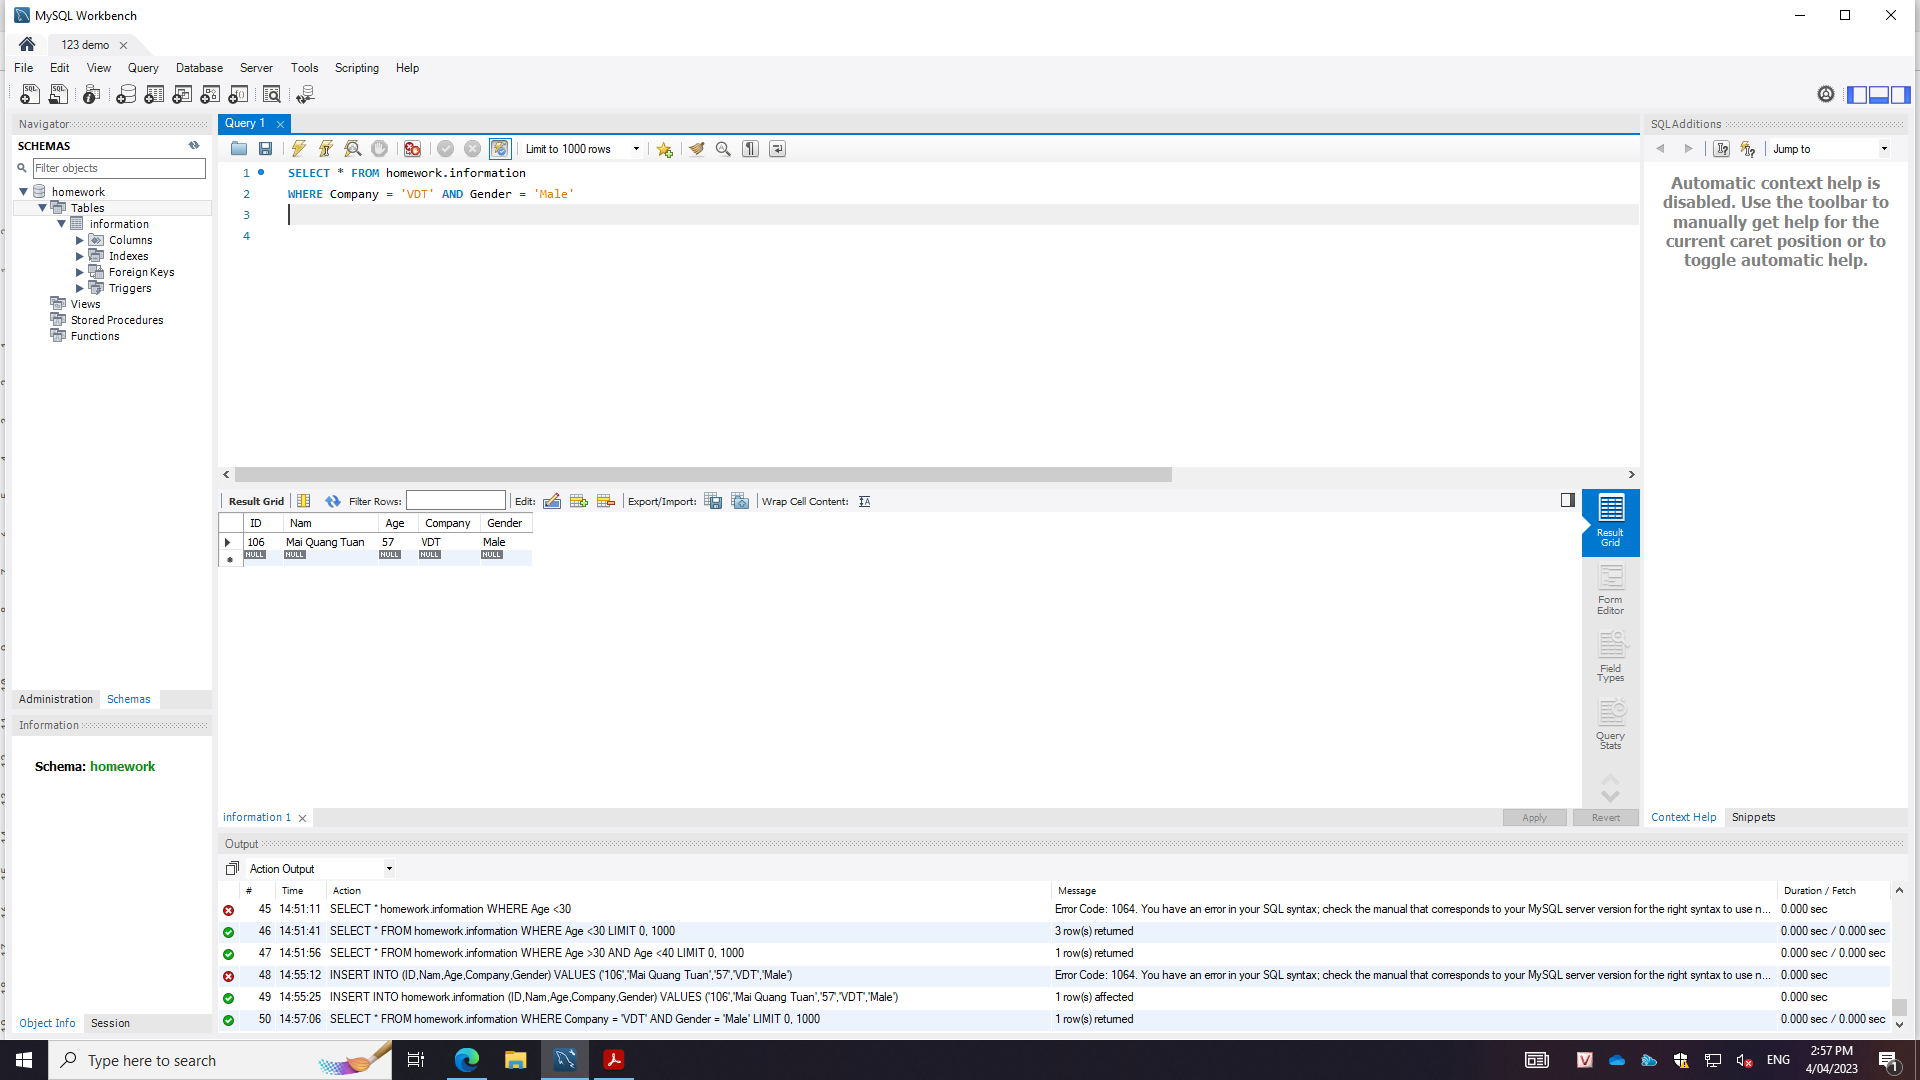 MySQL Workbench
123 demo
File Edit View Query Database Server Tools Scripting Help
Navigator
SCHEMAS
Filter objects
homework
Tables
information
Columns
Indexes
Foreign Keys
Triggers
Views
Stored Procedures
Functions
Administration Schemas
Information
Schema: homework
Object Info Session
Query 1
Limit to 1000 rows
1 SELECT * FROM homework.information
2 WHERE Company = 'VDT' AND Gender = 'Male'
3
4
Result Grid Filter Rows: Edit: Export/Import: Wrap Cell Content:
ID Nam Age Company Gender
106 Mai Quang Tuan 57 VDT Male
NULL NULL NULL NULL NULL
Result Grid
Form Editor
Field Types
Query Stats
information 1
Apply Revert
SQLAdditions
Jump to
Automatic context help is
disabled. Use the toolbar to
manually get help for the
current caret position or to
toggle automatic help.
Context Help Snippets
Output
Action Output
# Time Action Message Duration / Fetch
45 14:51:11 SELECT * homework.information WHERE Age <30 Error Code: 1064. You have an error in your SQL syntax; check the manual that corresponds to your MySQL server version for the right syntax to use n... 0.000 sec
46 14:51:41 SELECT * FROM homework.information WHERE Age <30 LIMIT 0, 1000 3 row(s) returned 0.000 sec / 0.000 sec
47 14:51:56 SELECT * FROM homework.information WHERE Age >30 AND Age <40 LIMIT 0, 1000 1 row(s) returned 0.000 sec / 0.000 sec
48 14:55:12 INSERT INTO (ID,Nam,Age,Company,Gender) VALUES ('106','Mai Quang Tuan','57','VDT','Male') Error Code: 1064. You have an error in your SQL syntax; check the manual that corresponds to your MySQL server version for the right syntax to use n... 0.000 sec
49 14:55:25 INSERT INTO homework.information (ID,Nam,Age,Company,Gender) VALUES ('106','Mai Quang Tuan','57','VDT','Male') 1 row(s) affected 0.000 sec
50 14:57:06 SELECT * FROM homework.information WHERE Company = 'VDT' AND Gender = 'Male' LIMIT 0, 1000 1 row(s) returned 0.000 sec / 0.000 sec
Type here to search
ENG
2:57 PM
4/04/2023
1